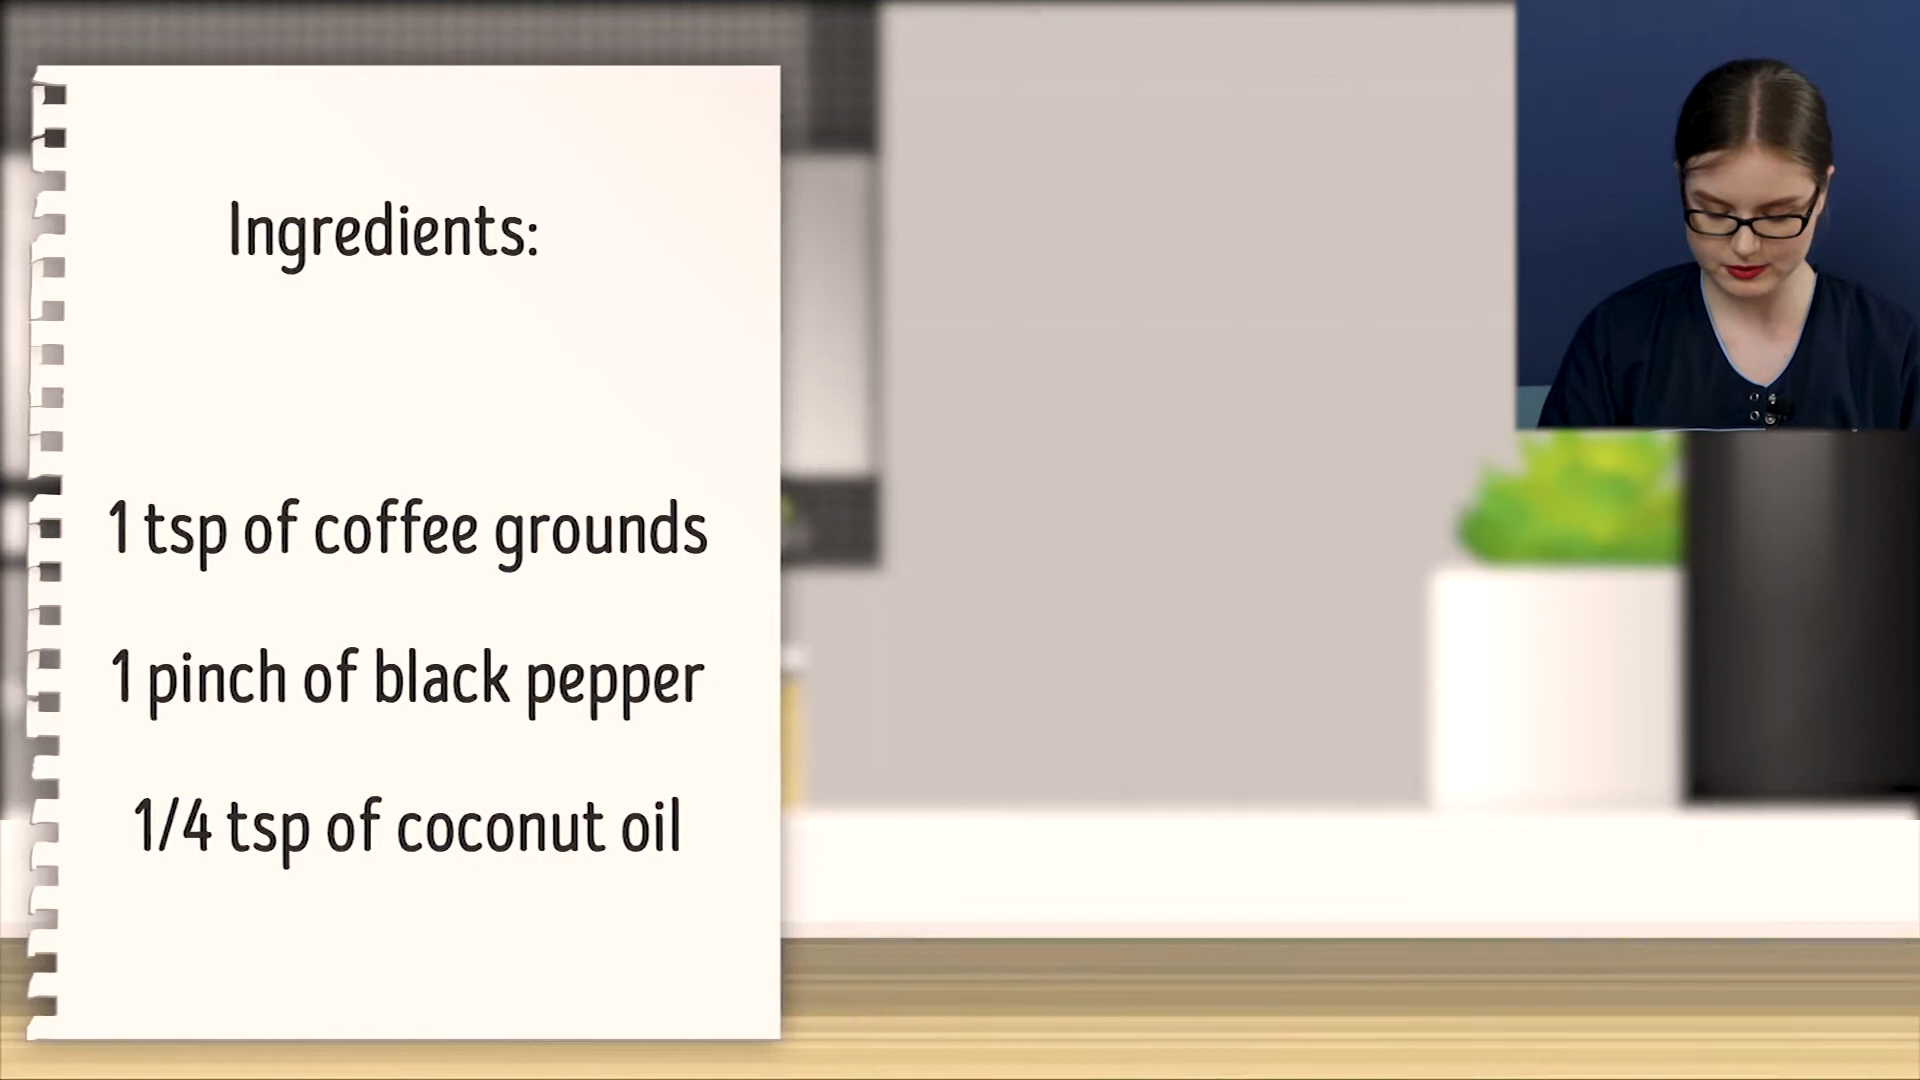 Ingredients:
1 tsp of coffee grounds
1 pinch of black pepper
1/4 tsp of coconut oil